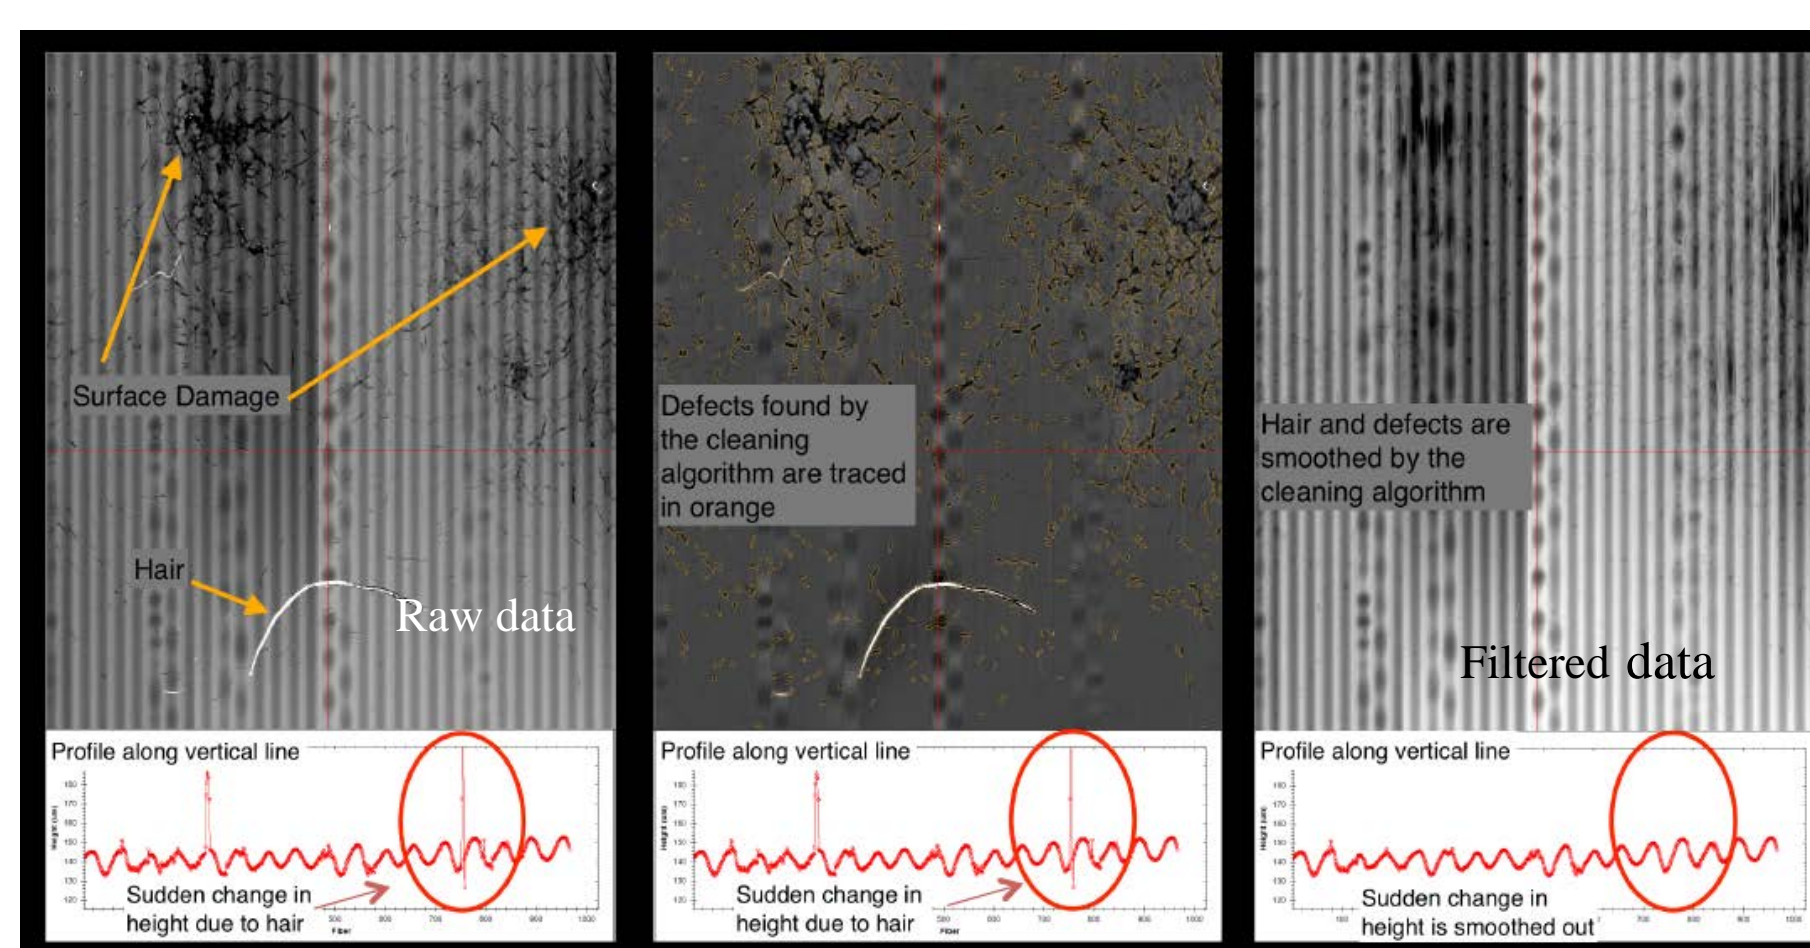 Surface Damage
Hair
Raw data
Defects found by
the cleaning
algorithm are traced
in orange
Hair and defects are
smoothed by the
cleaning algorithm
Filtered data
Profile along vertical line
Sudden change in
height due to hair
Profile along vertical line
Sudden change in
height due to hair
Profile along vertical line
Sudden change in
height is smoothed out